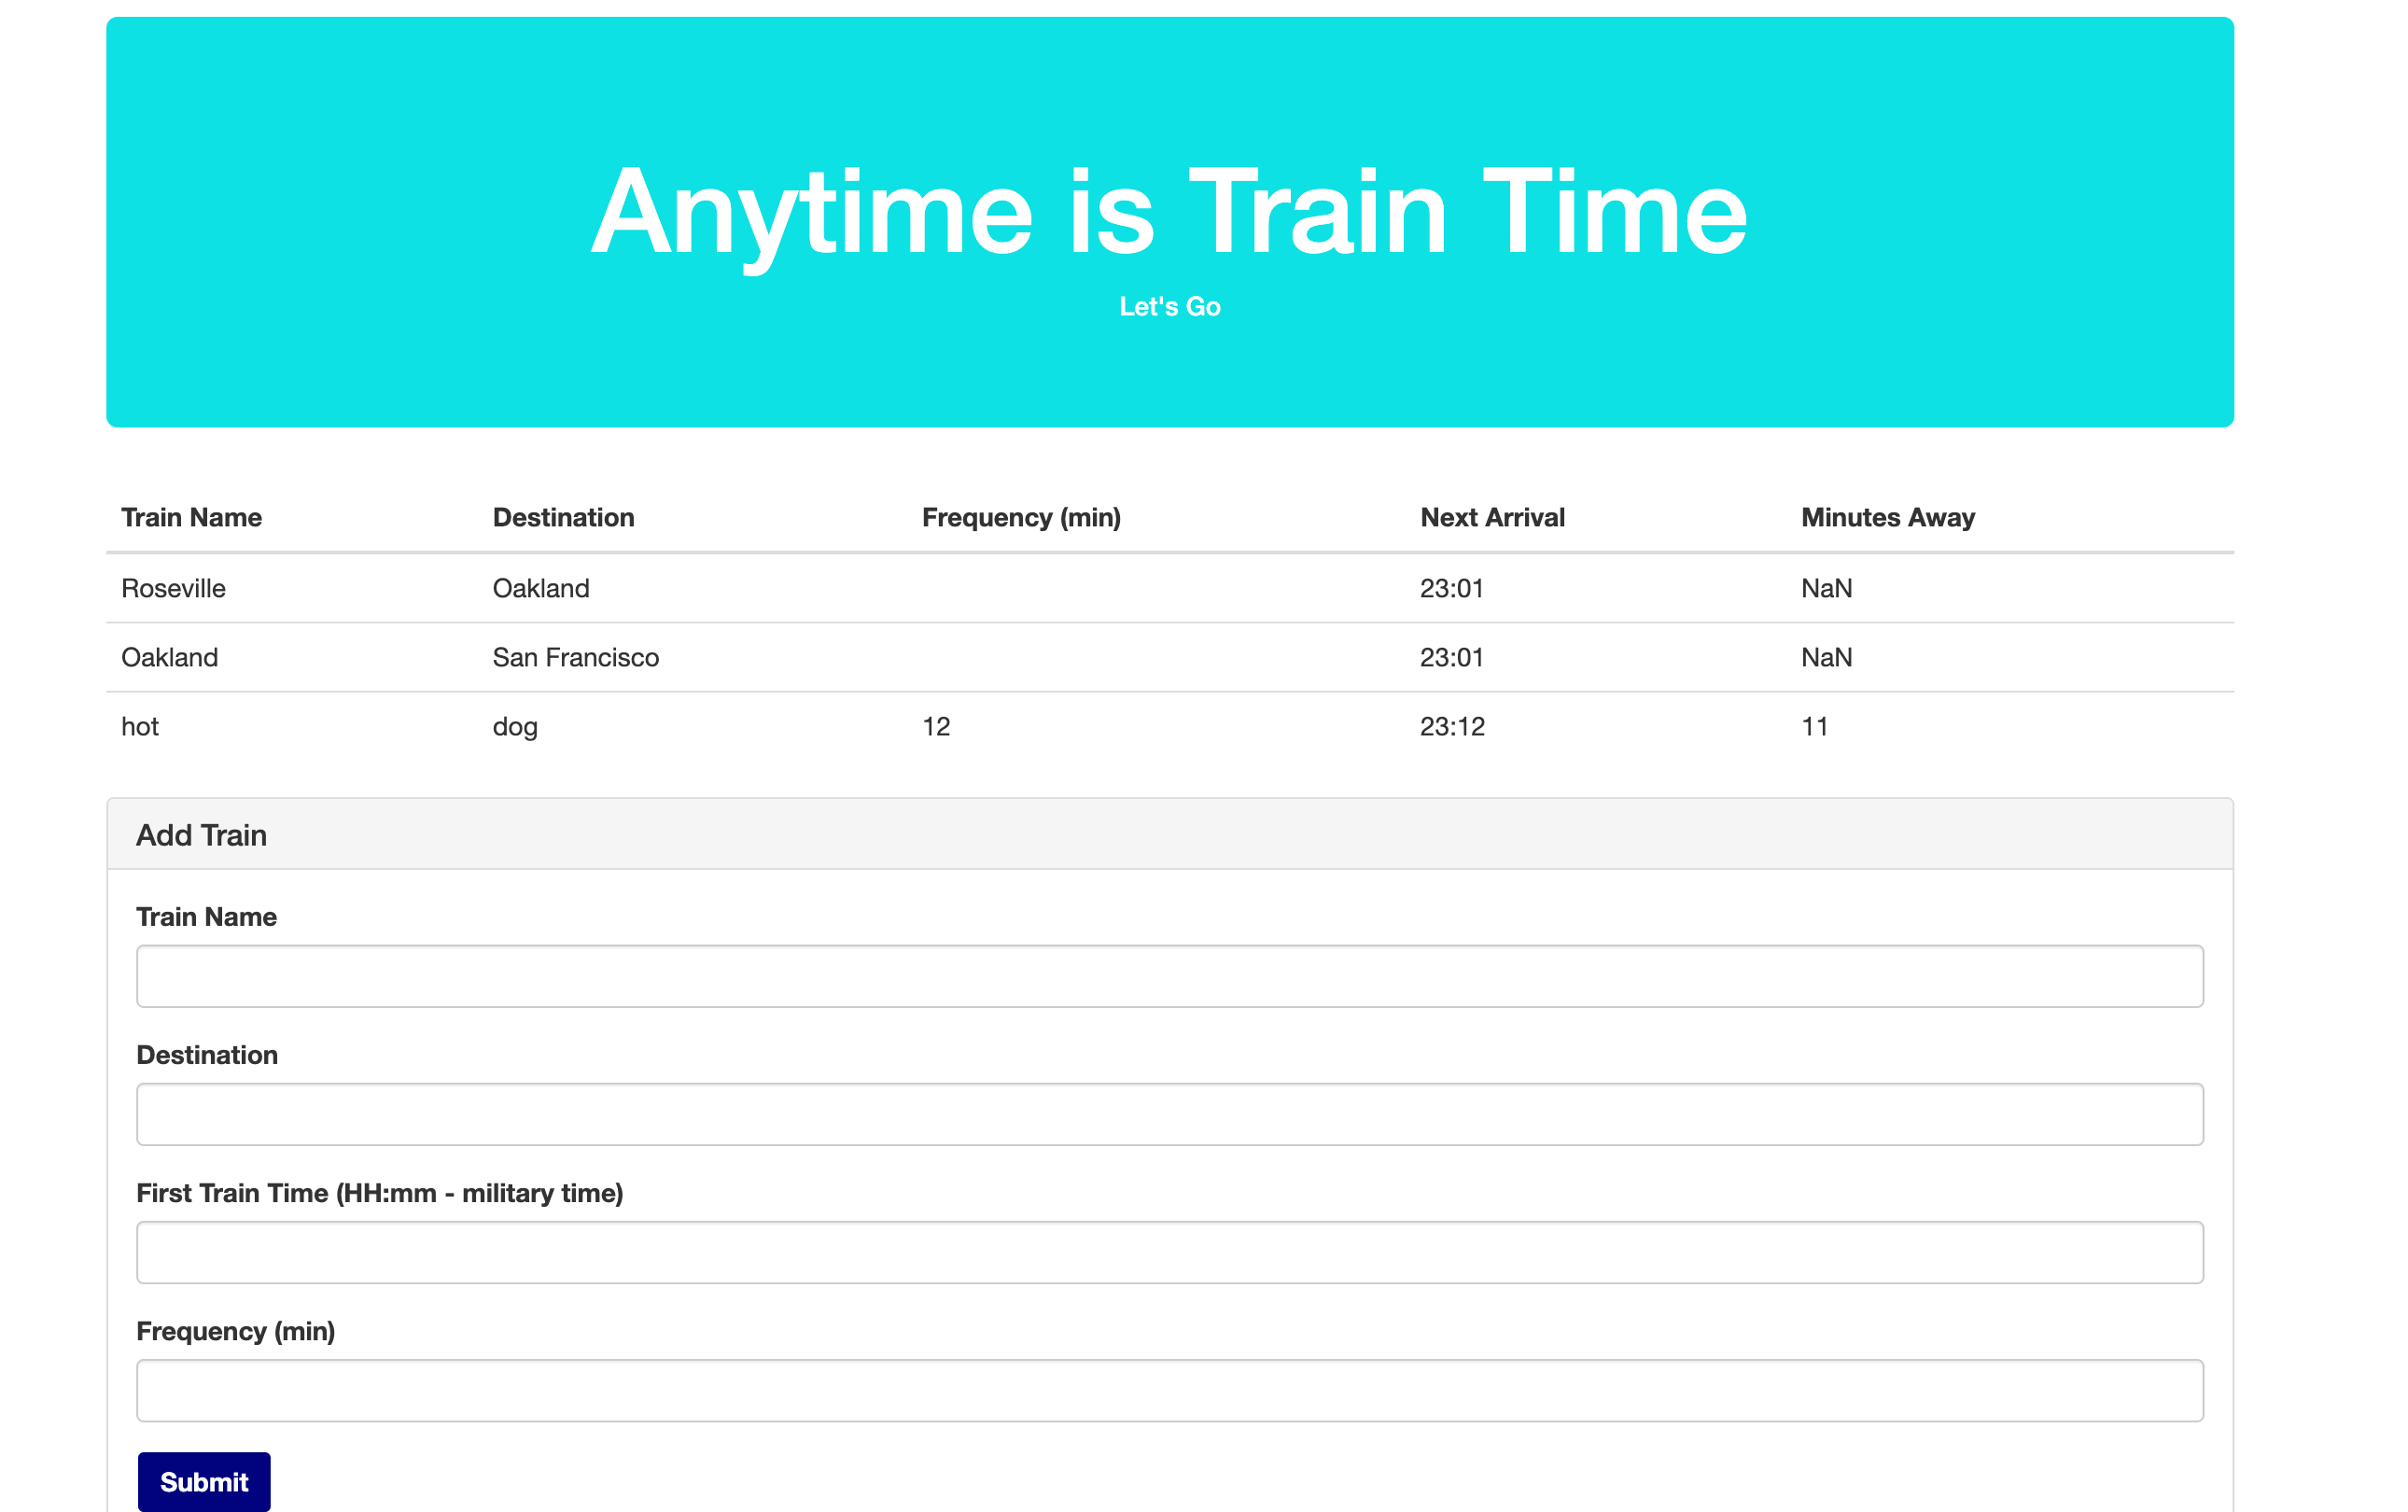 Anytime is Train Time
Let's Go
Train Name Destination Frequency (min) Next Arrival Minutes Away
Roseville Oakland 23:01 NaN
Oakland San Francisco 23:01 NaN
hot dog 12 23:12 11
Add Train
Train Name
Destination
First Train Time (HH:mm - military time)
Frequency (min)
Submit